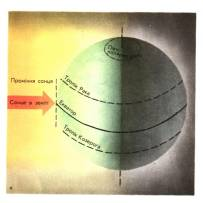 Проміння сонця
Тропік Рака
Сонце в зеніті
Екватор
Тропік Козерога